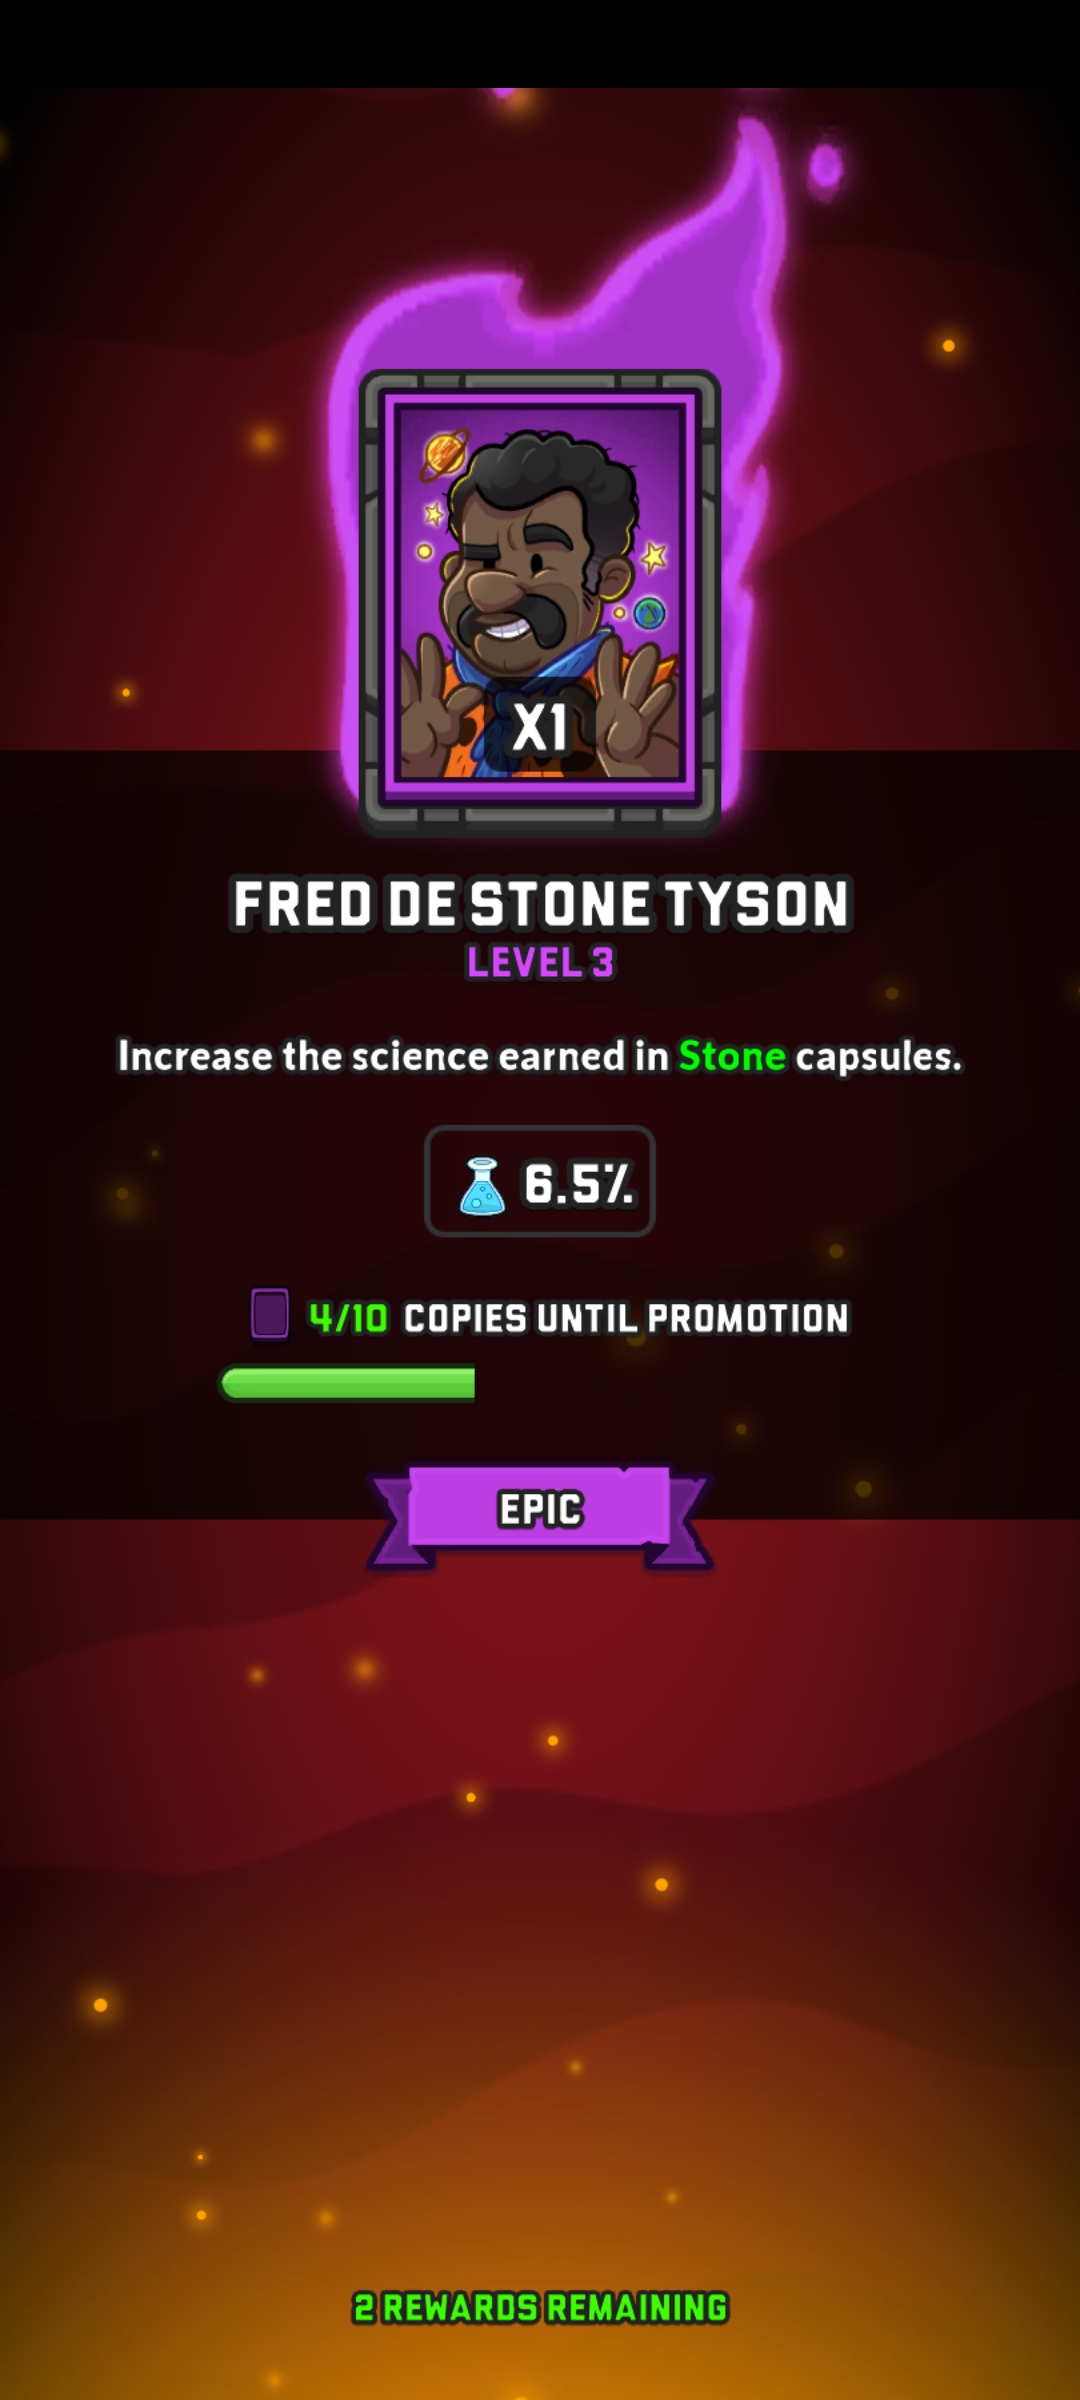 X1
FRED DE STONE TYSON
LEVEL 3
Increase the science earned in Stone capsules.
6.5%
4/10 COPIES UNTIL PROMOTION
EPIC
2 REWARDS REMAINING